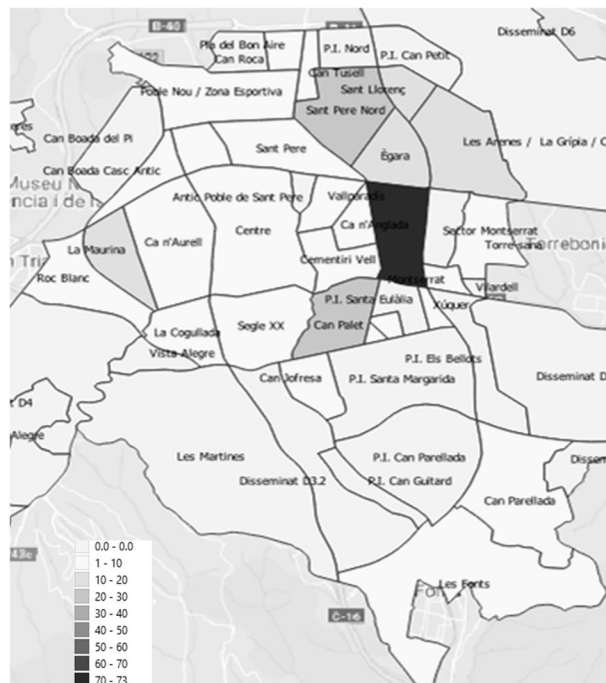 B-40
Disseminat D6
Pla del Bon Aire
P.I. Nord
Can Roca
P.I. Can Petit
Can Tusell
Poble Nou / Zona Esportiva
Sant Llorenç
Sant Pere Nord
Can Boada del Pi
Les Arenes / La Grípia / C
Sant Pere
Ègara
Can Boada Casc Antic
Antic Poble de Sant Pere
Vallparadís
Ca n'Anglada
Centre
Sector Montserrat
Ca n'Aurell
Torre-sana
Torrebonic
La Maurina
Cementiri Vell
Roc Blanc
Montserrat
Vilardell
P.I. Santa Eulàlia
Xúquer
Segle XX
Can Palet
La Cogullada
Vista Alegre
P.I. Els Bellots
Can Jofresa
P.I. Santa Margarida
Disseminat D
t D4
Alegre
Les Martines
P.I. Can Parellada
Dissem
Disseminat D3.2
P.I. Can Guitard
Can Parellada
43e
Les Fonts
C-16
0.0 - 0.0
1 - 10
10 - 20
20 - 30
30 - 40
40 - 50
50 - 60
60 - 70
70 - 73